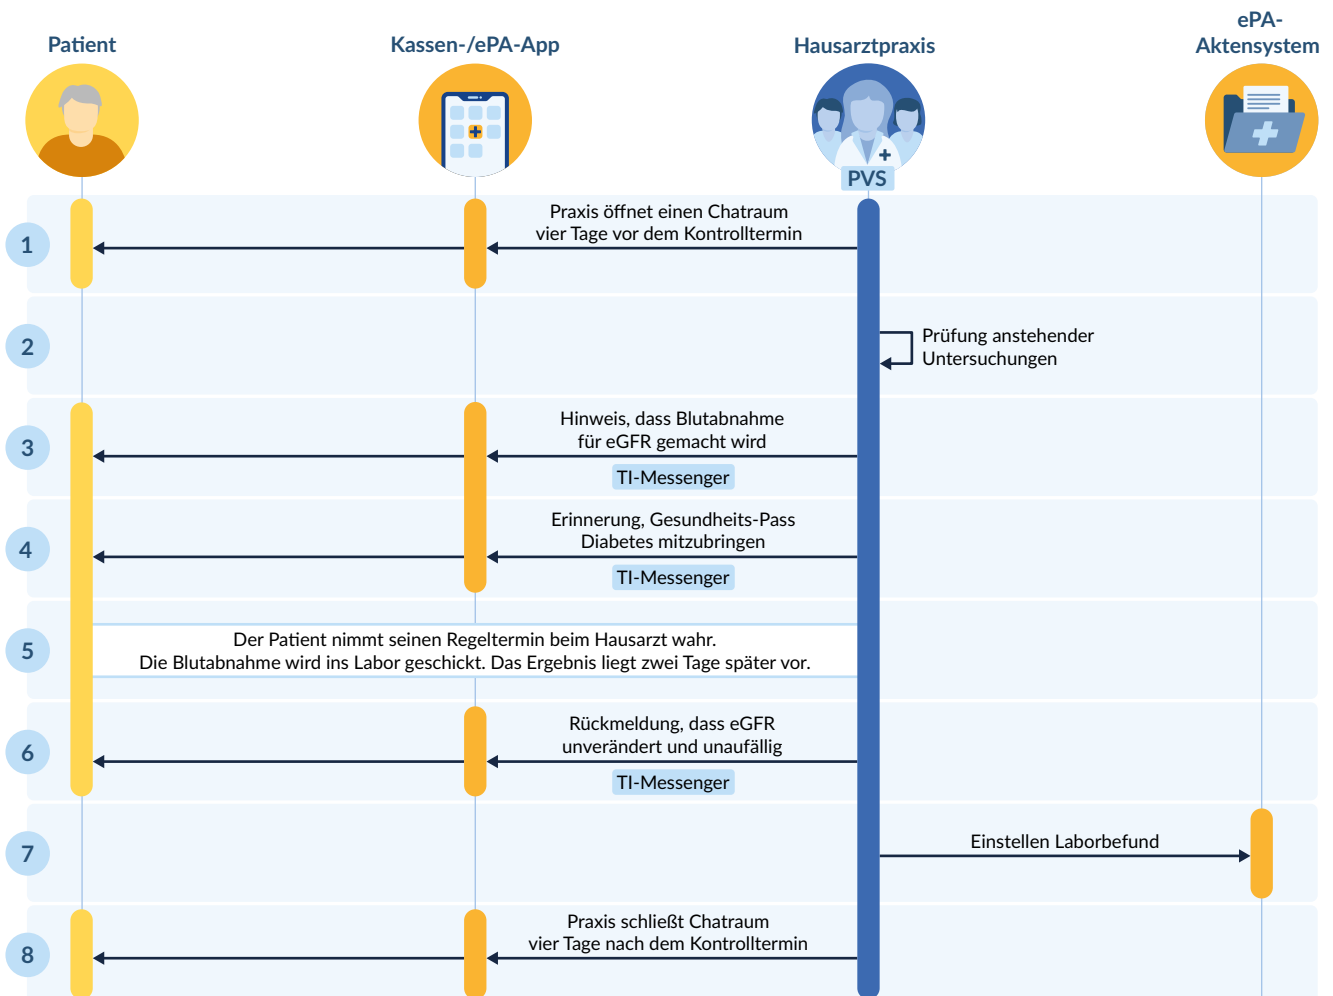 Patient
Kassen-/ePA-App
Hausarztpraxis
ePA-
Aktensystem
PVS
1
Praxis öffnet einen Chatraum
vier Tage vor dem Kontrolltermin
2
Prüfung anstehender
Untersuchungen
3
Hinweis, dass Blutabnahme
für eGFR gemacht wird
TI-Messenger
4
Erinnerung, Gesundheits-Pass
Diabetes mitzubringen
TI-Messenger
5
Der Patient nimmt seinen Regeltermin beim Hausarzt wahr.
Die Blutabnahme wird ins Labor geschickt. Das Ergebnis liegt zwei Tage später vor.
6
Rückmeldung, dass eGFR
unverändert und unaufällig
TI-Messenger
7
Einstellen Laborbefund
8
Praxis schließt Chatraum
vier Tage nach dem Kontrolltermin